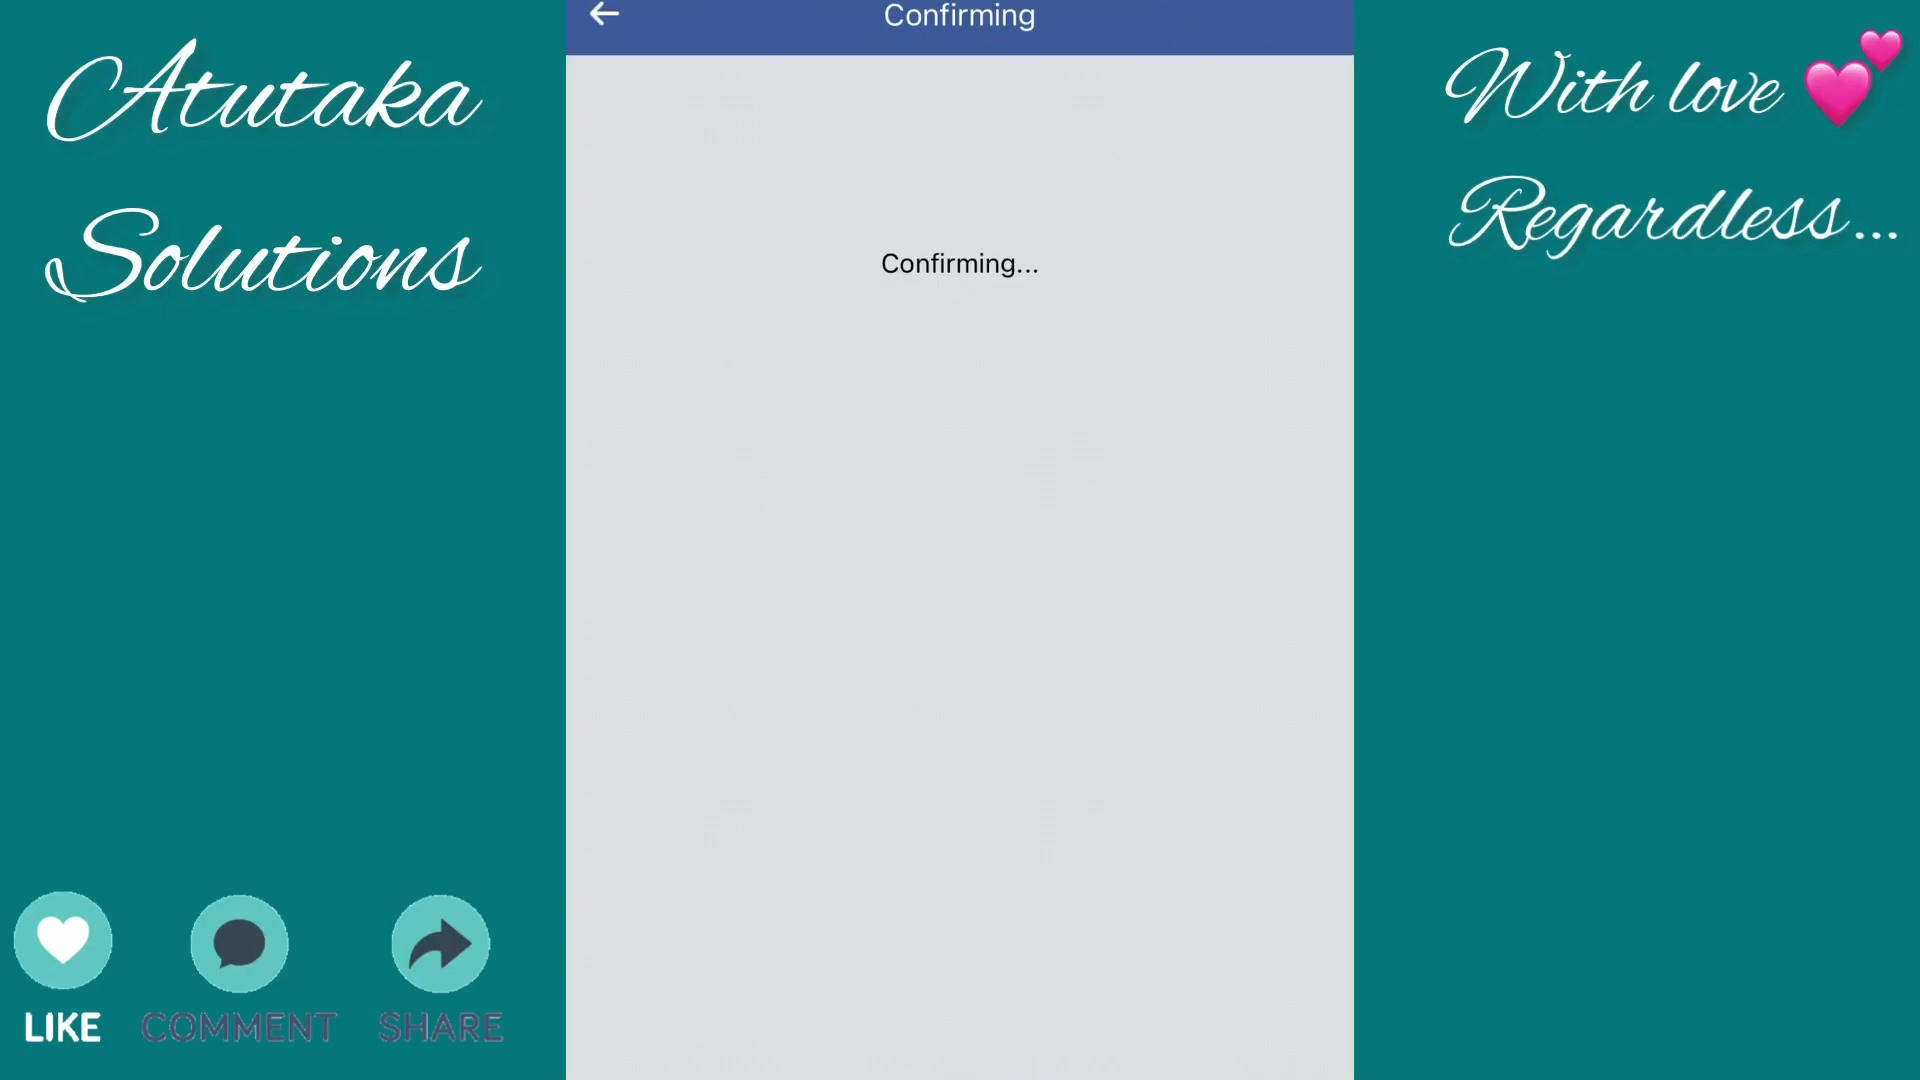 Atutaka
Solutions
Confirming
Confirming...
With love 💕
Regardless...
LIKE
COMMENT
SHARE